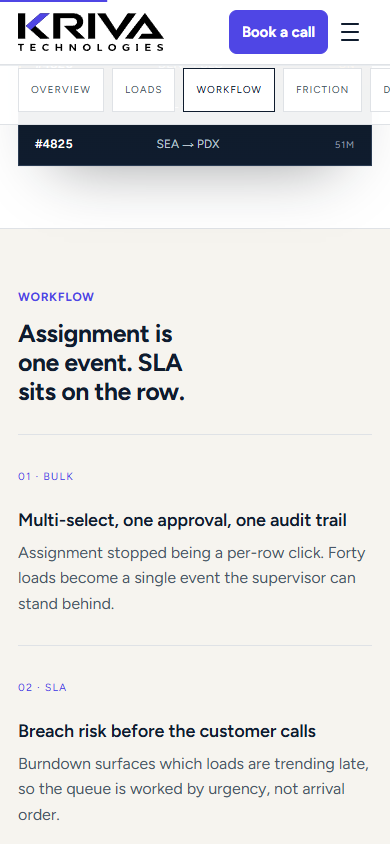 KRIVA
TECHNOLOGIES
Book a call
OVERVIEW
LOADS
WORKFLOW
FRICTION
#4825
SEA → PDX
51M
WORKFLOW
Assignment is
one event. SLA
sits on the row.
01 · BULK
Multi-select, one approval, one audit trail
Assignment stopped being a per-row click. Forty
loads become a single event the supervisor can
stand behind.
02 · SLA
Breach risk before the customer calls
Burndown surfaces which loads are trending late,
so the queue is worked by urgency, not arrival
order.